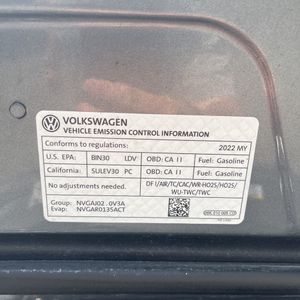 VOLKSWAGEN
VEHICLE EMISSION CONTROL INFORMATION
Conforms to regulations: 2022 MY
U.S. EPA: BIN30 LDV OBD: CA II Fuel: Gasoline
California: SULEV30 PC OBD: CA II Fuel: Gasoline
No adjustments needed. DFI/AIR/TC/CAC/WR-HO2S/HO2S/
WU-TWC/TWC
Group: NVGAJ02.0V3A
Evap: NVGAR0135ACT